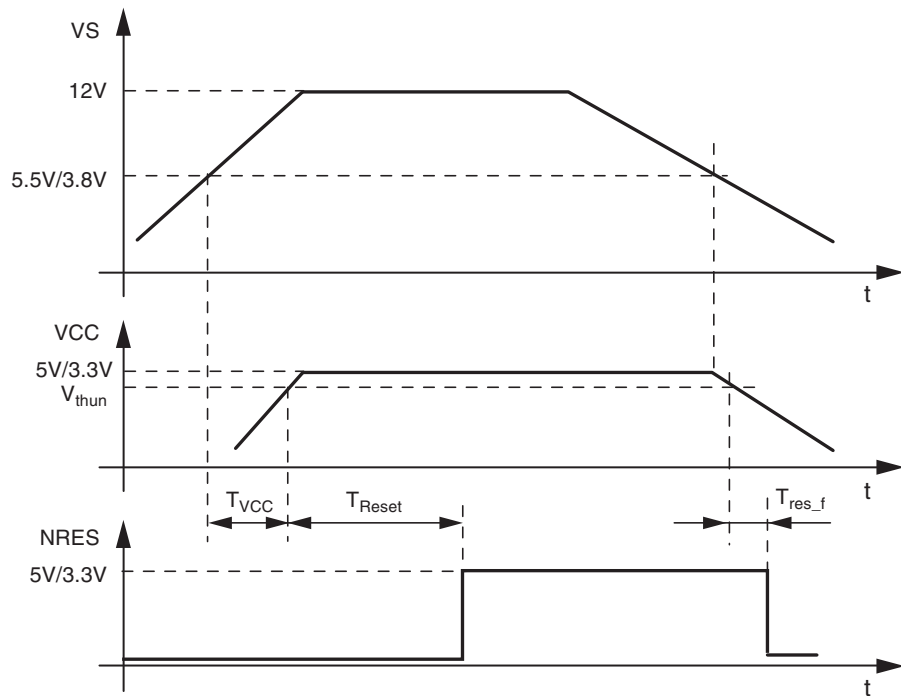 VS
12V
5.5V/3.8V
t
VCC
5V/3.3V
Vthun
t
TVCC
TReset
Tres_f
NRES
5V/3.3V
t